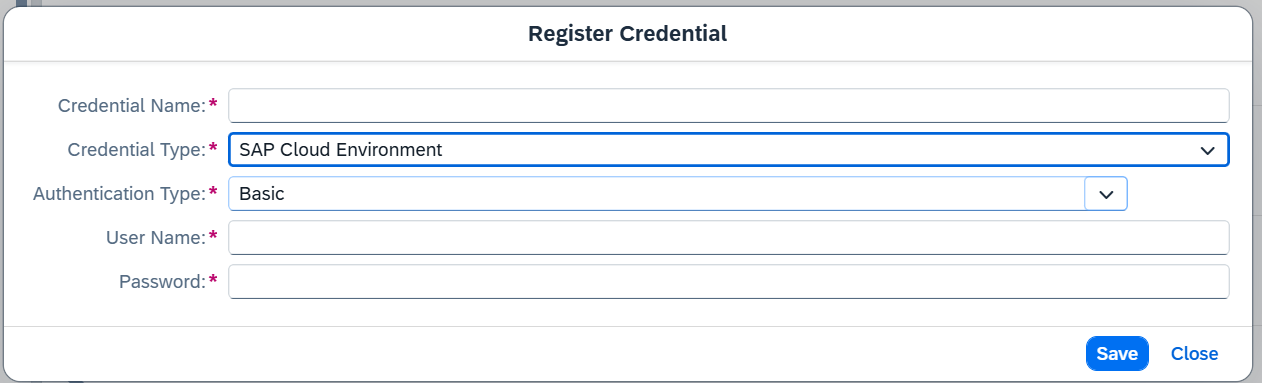 Register Credential
Credential Name:*
Credential Type:* SAP Cloud Environment
Authentication Type:* Basic
User Name:*
Password:*
Save Close